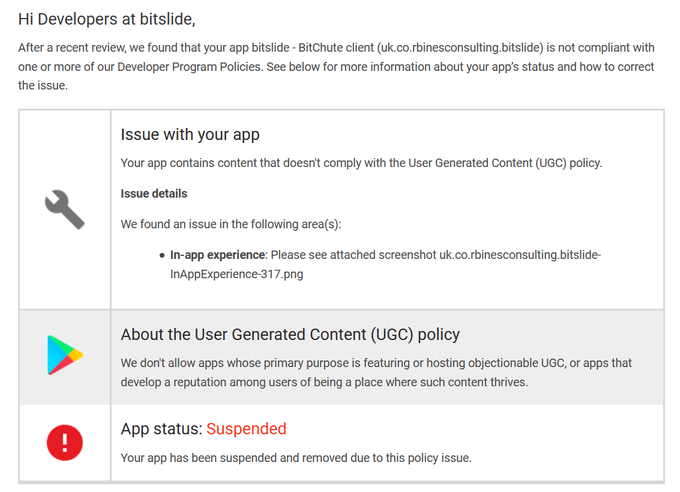 Hi Developers at bitslide,
After a recent review, we found that your app bitslide - BitChute client (uk.co.rbinesconsulting.bitslide) is not compliant with
one or more of our Developer Program Policies. See below for more information about your app's status and how to correct
the issue.
Issue with your app
Your app contains content that doesn't comply with the User Generated Content (UGC) policy.
Issue details
We found an issue in the following area(s):
• In-app experience: Please see attached screenshot uk.co.rbinesconsulting.bitslide-
InAppExperience-317.png
About the User Generated Content (UGC) policy
We don't allow apps whose primary purpose is featuring or hosting objectionable UGC, or apps that
develop a reputation among users of being a place where such content thrives.
App status: Suspended
Your app has been suspended and removed due to this policy issue.